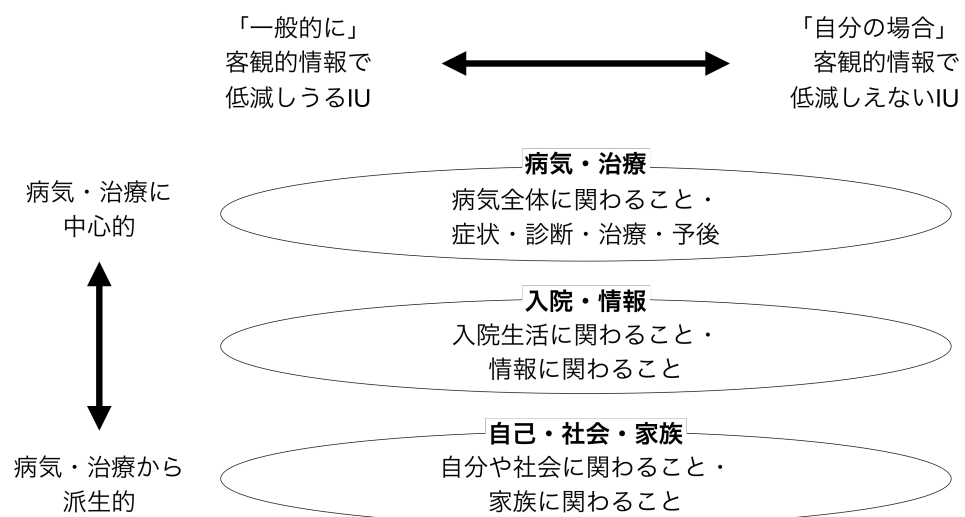 「一般的に」
客観的情報で
低減しうるIU
「自分の場合」
客観的情報で
低減しえないIU
病気・治療に
中心的
病気・治療から
派生的
病気・治療
病気全体に関わること・
症状・診断・治療・予後
入院・情報
入院生活に関わること・
情報に関わること
自己・社会・家族
自分や社会に関わること・
家族に関わること